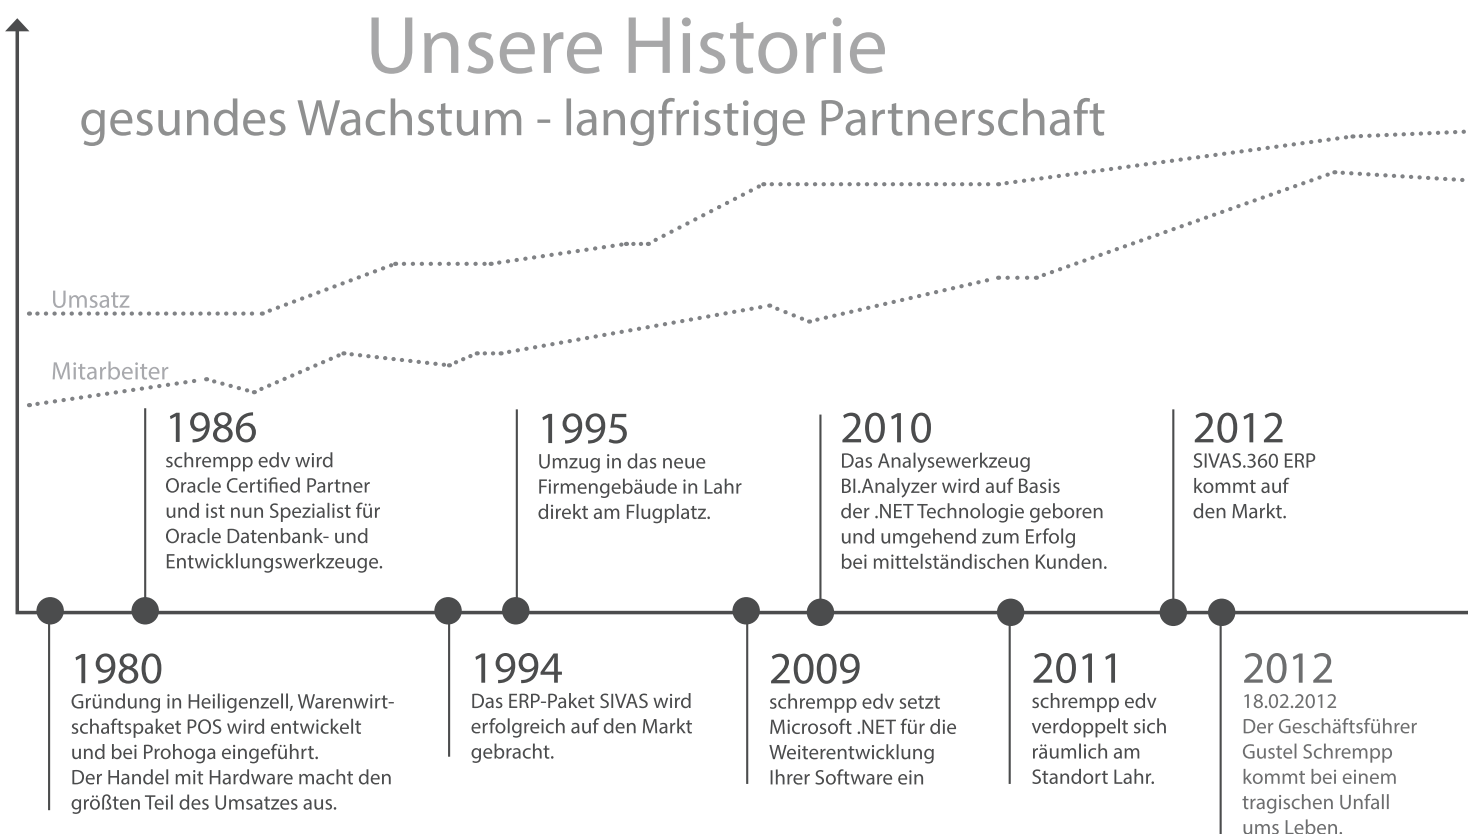 Unsere Historie
gesundes Wachstum - langfristige Partnerschaft
Umsatz
Mitarbeiter
1986
schrempp edv wird
Oracle Certified Partner
und ist nun Spezialist für
Oracle Datenbank- und
Entwicklungswerkzeuge.
1995
Umzug in das neue
Firmengebäude in Lahr
direkt am Flugplatz.
2010
Das Analysewerkzeug
BI.Analyzer wird auf Basis
der .NET Technologie geboren
und umgehend zum Erfolg
bei mittelständischen Kunden.
2012
SIVAS.360 ERP
kommt auf
den Markt.
1980
Gründung in Heiligenzell, Warenwirt-
schaftspaket POS wird entwickelt
und bei Prohoga eingeführt.
Der Handel mit Hardware macht den
größten Teil des Umsatzes aus.
1994
Das ERP-Paket SIVAS wird
erfolgreich auf den Markt
gebracht.
2009
schrempp edv setzt
Microsoft .NET für die
Weiterentwicklung
Ihrer Software ein
2011
schrempp edv
verdoppelt sich
räumlich am
Standort Lahr.
2012
18.02.2012
Der Geschäftsführer
Gustel Schrempp
kommt bei einem
tragischen Unfall
ums Leben.